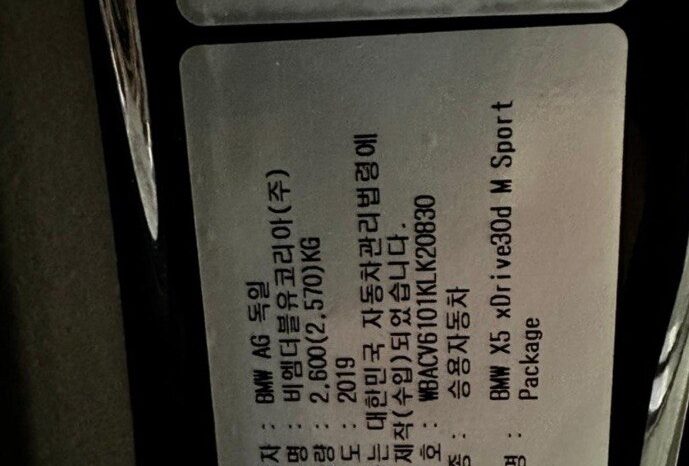 자 : BMW AG 독일
명 : 비엠더블유코리아(주)
량 : 2,600(2,570)KG
도 : 2019
는 대한민국 자동차관리법령에
제작(수입)되었습니다.
호 : WBACV6101KLK20830
종 : 승용자동차
명 : BMW X5 xDrive30d M Sport
Package